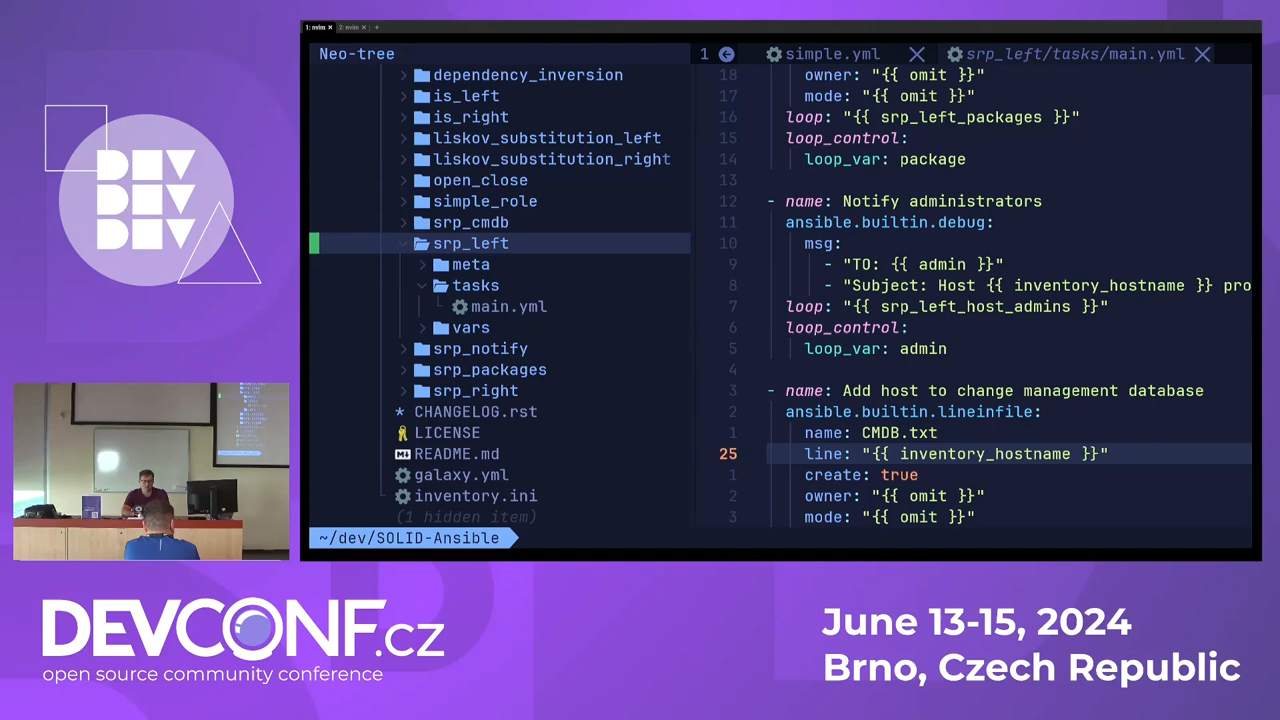 1: nvim × 2: nvim × +
DEV
DEV
DEV
Neo-tree
dependency_inversion
is_left
is_right
liskov_substitution_left
liskov_substitution_right
open_close
simple_role
srp_cmdb
srp_left
meta
tasks
main.yml
vars
srp_notify
srp_packages
srp_right
CHANGELOG.rst
LICENSE
README.md
galaxy.yml
inventory.ini
(1 hidden item)
~/dev/SOLID-Ansible
1 simple.yml srp_left/tasks/main.yml
18 owner: "{{ omit }}"
17 mode: "{{ omit }}"
16 loop: "{{ srp_left_packages }}"
15 loop_control:
14 loop_var: package
13
12 - name: Notify administrators
11 ansible.builtin.debug:
10 msg:
9 - "TO: {{ admin }}"
8 - "Subject: Host {{ inventory_hostname }} pro
7 loop: "{{ srp_left_host_admins }}"
6 loop_control:
5 loop_var: admin
4
3 - name: Add host to change management database
2 ansible.builtin.lineinfile:
1 name: CMDB.txt
25 line: "{{ inventory_hostname }}"
1 create: true
2 owner: "{{ omit }}"
3 mode: "{{ omit }}"
DEVCONF.cz
open source community conference
June 13-15, 2024
Brno, Czech Republic